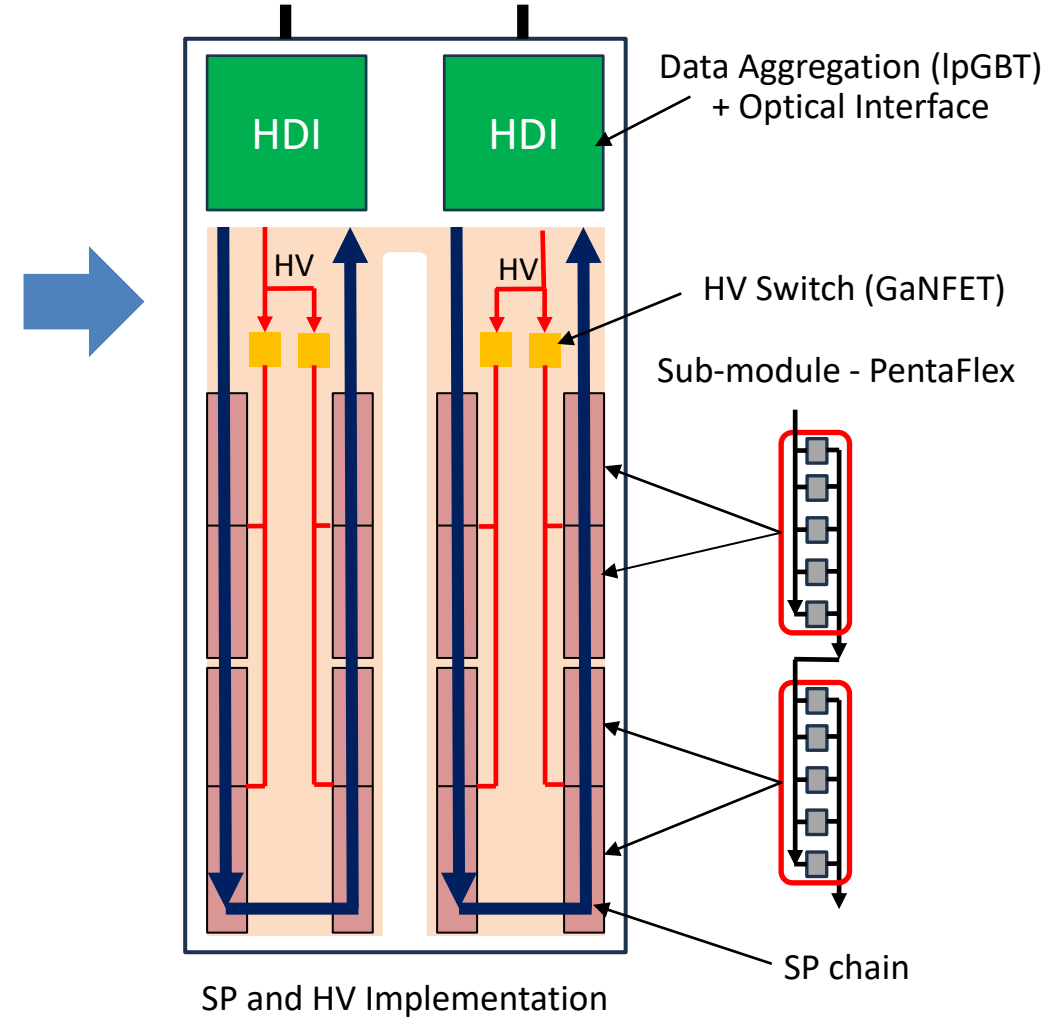 Data Aggregation (lpGBT)
+ Optical Interface
HDI
HDI
HV
HV
HV Switch (GaNFET)
Sub-module - PentaFlex
SP chain
SP and HV Implementation